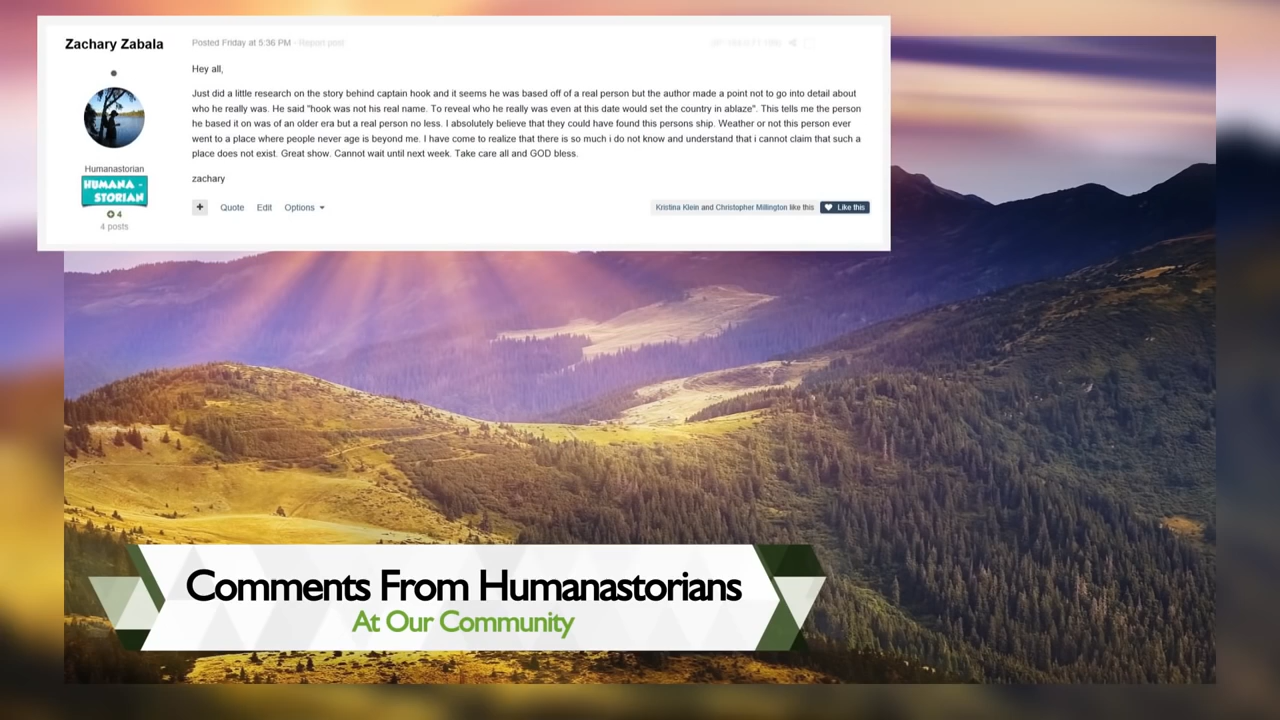 Zachary Zabala
Posted Friday at 5:36 PM - Report post
Hey all,
Just did a little research on the story behind captain hook and it seems he was based off of a real person but the author made a point not to go into detail about
who he really was. He said "hook was not his real name. To reveal who he really was even at this date would set the country in ablaze". This tells me the person
he based it on was of an older era but a real person no less. I absolutely believe that they could have found this persons ship. Weather or not this person ever
went to a place where people never age is beyond me. I have come to realize that there is so much i do not know and understand that i cannot claim that such a
place does not exist. Great show. Cannot wait until next week. Take care all and GOD bless.
zachary
Humanastorian
HUMANA -
STORIAN
4
4 posts
+ Quote Edit Options
Kristina Klein and Christopher Millington like this Like this
Comments From Humanastorians
At Our Community